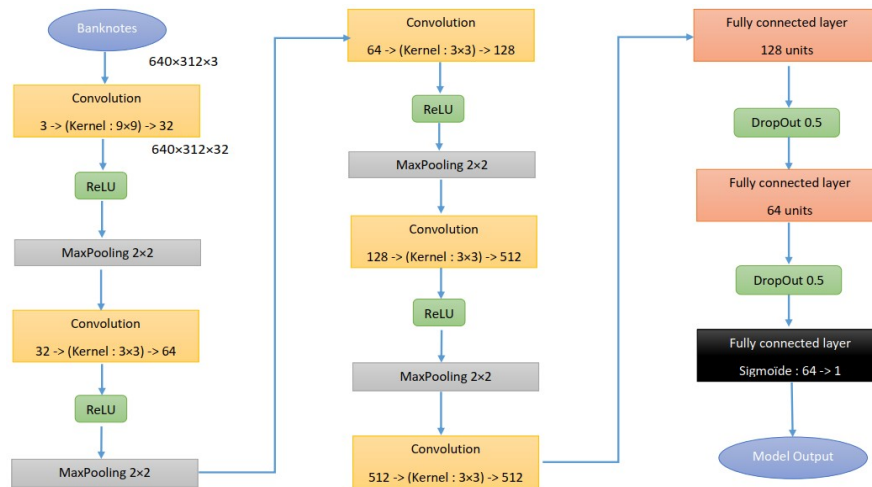 Banknotes
640×312×3
Convolution
3 -> (Kernel : 9×9) -> 32
640×312×32
ReLU
MaxPooling 2×2
Convolution
32 -> (Kernel : 3×3) -> 64
ReLU
MaxPooling 2×2
Convolution
64 -> (Kernel : 3×3) -> 128
ReLU
MaxPooling 2×2
Convolution
128 -> (Kernel : 3×3) -> 512
ReLU
MaxPooling 2×2
Convolution
512 -> (Kernel : 3×3) -> 512
Fully connected layer
128 units
DropOut 0.5
Fully connected layer
64 units
DropOut 0.5
Fully connected layer
Sigmoïde : 64 -> 1
Model Output